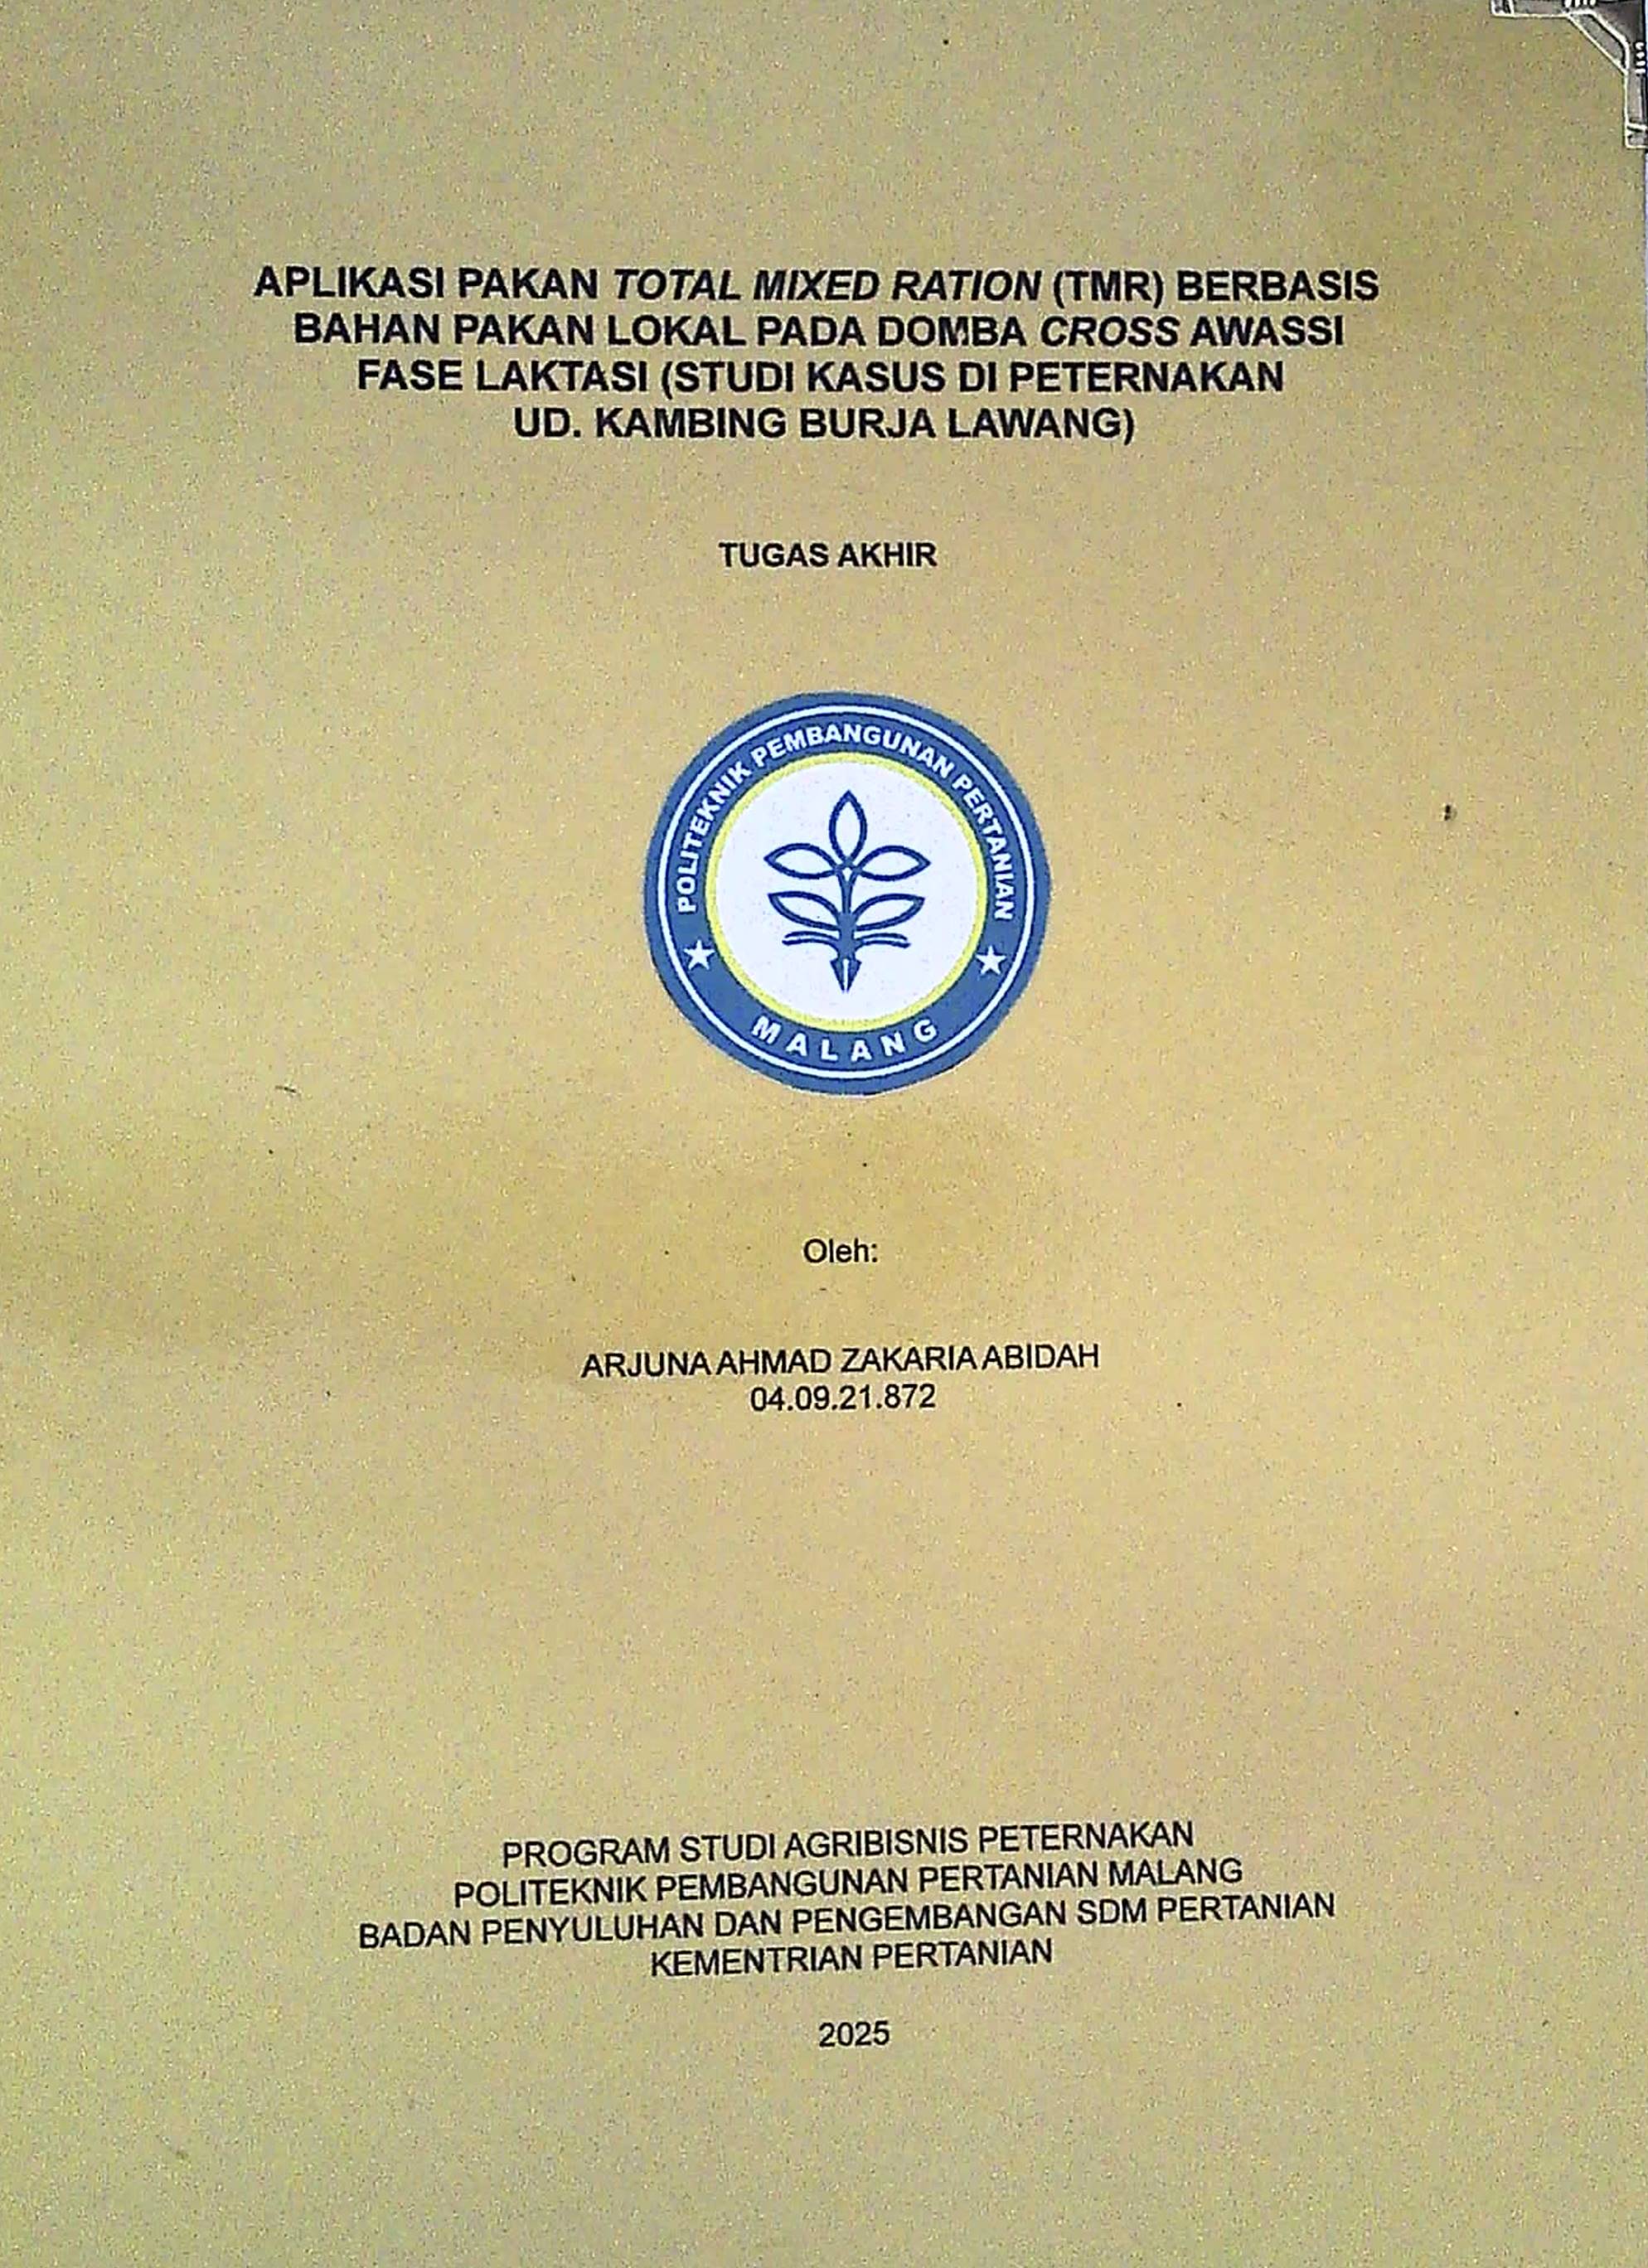 APLIKASI PAKAN TOTAL MIXED RATION (TMR) BERBASIS
BAHAN PAKAN LOKAL PADA DOMBA CROSS AWASSI
FASE LAKTASI (STUDI KASUS DI PETERNAKAN
UD. KAMBING BURJA LAWANG)
TUGAS AKHIR
POLITEKNIK PEMBANGUNAN PERTANIAN
MALANG
Oleh:
ARJUNA AHMAD ZAKARIA ABIDAH
04.09.21.872
PROGRAM STUDI AGRIBISNIS PETERNAKAN
POLITEKNIK PEMBANGUNAN PERTANIAN MALANG
BADAN PENYULUHAN DAN PENGEMBANGAN SDM PERTANIAN
KEMENTRIAN PERTANIAN
2025